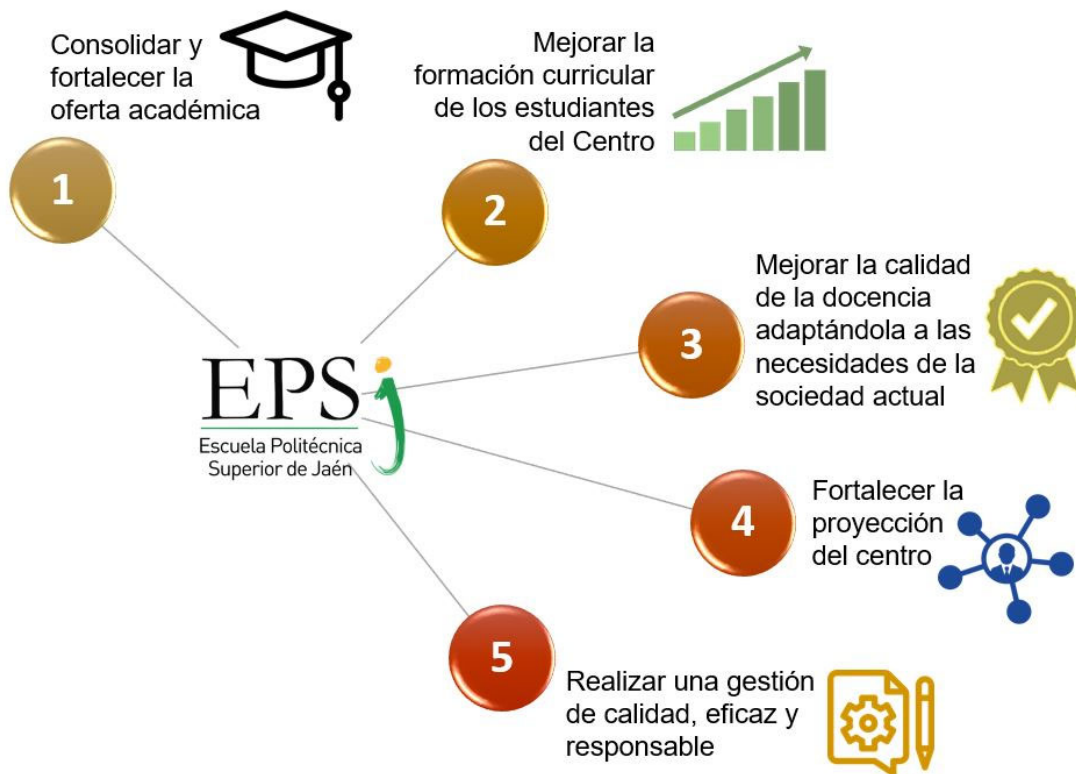 Consolidar y
fortalecer la
oferta académica
1
Mejorar la
formación curricular
de los estudiantes
del Centro
2
Mejorar la calidad
de la docencia
adaptándola a las
necesidades de la
sociedad actual
3
EPSj
Escuela Politécnica
Superior de Jaén
Fortalecer la
proyección
del centro
4
5
Realizar una gestión
de calidad, eficaz y
responsable